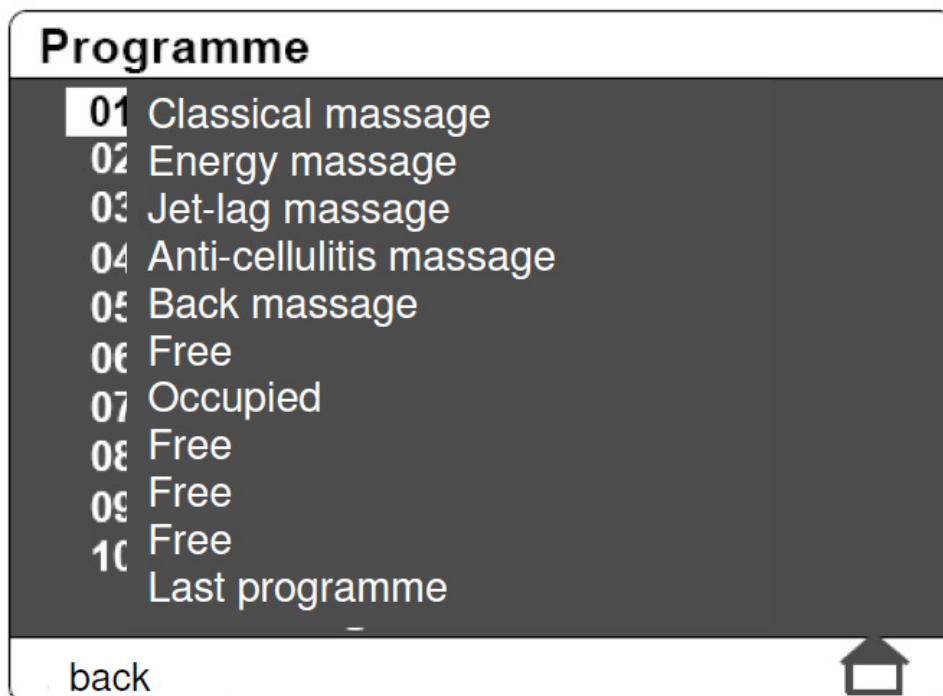 Programme
01 Classical massage
02 Energy massage
03 Jet-lag massage
04 Anti-cellulitis massage
05 Back massage
06 Free
07 Occupied
08 Free
09 Free
10 Free
Last programme
back